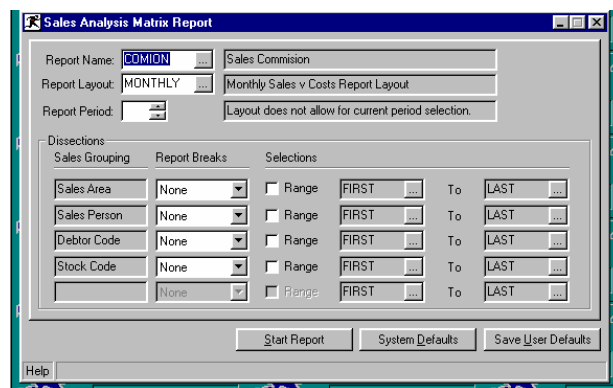 Sales Analysis Matrix Report
Report Name: COMION ... Sales Commision
Report Layout: MONTHLY ... Monthly Sales v Costs Report Layout
Report Period: Layout does not allow for current period selection.
Dissections
Sales Grouping Report Breaks Selections
Sales Area None Range FIRST ... To LAST ...
Sales Person None Range FIRST ... To LAST ...
Debtor Code None Range FIRST ... To LAST ...
Stock Code None Range FIRST ... To LAST ...
None Range FIRST ... To LAST ...
Start Report System Defaults Save User Defaults
Help